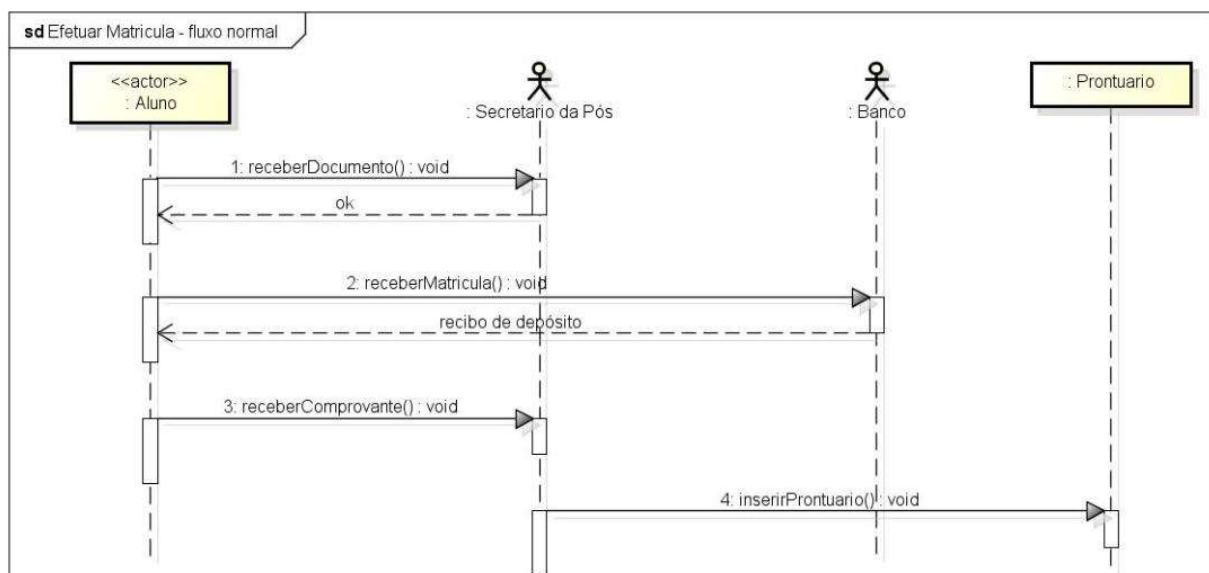 sd Efetuar Matricula - fluxo normal
<<actor>>
: Aluno
: Secretario da Pós
: Banco
: Prontuario
1: receberDocumento() : void
ok
2: receberMatricula() : void
recibo de depósito
3: receberComprovante() : void
4: inserirProntuario() : void